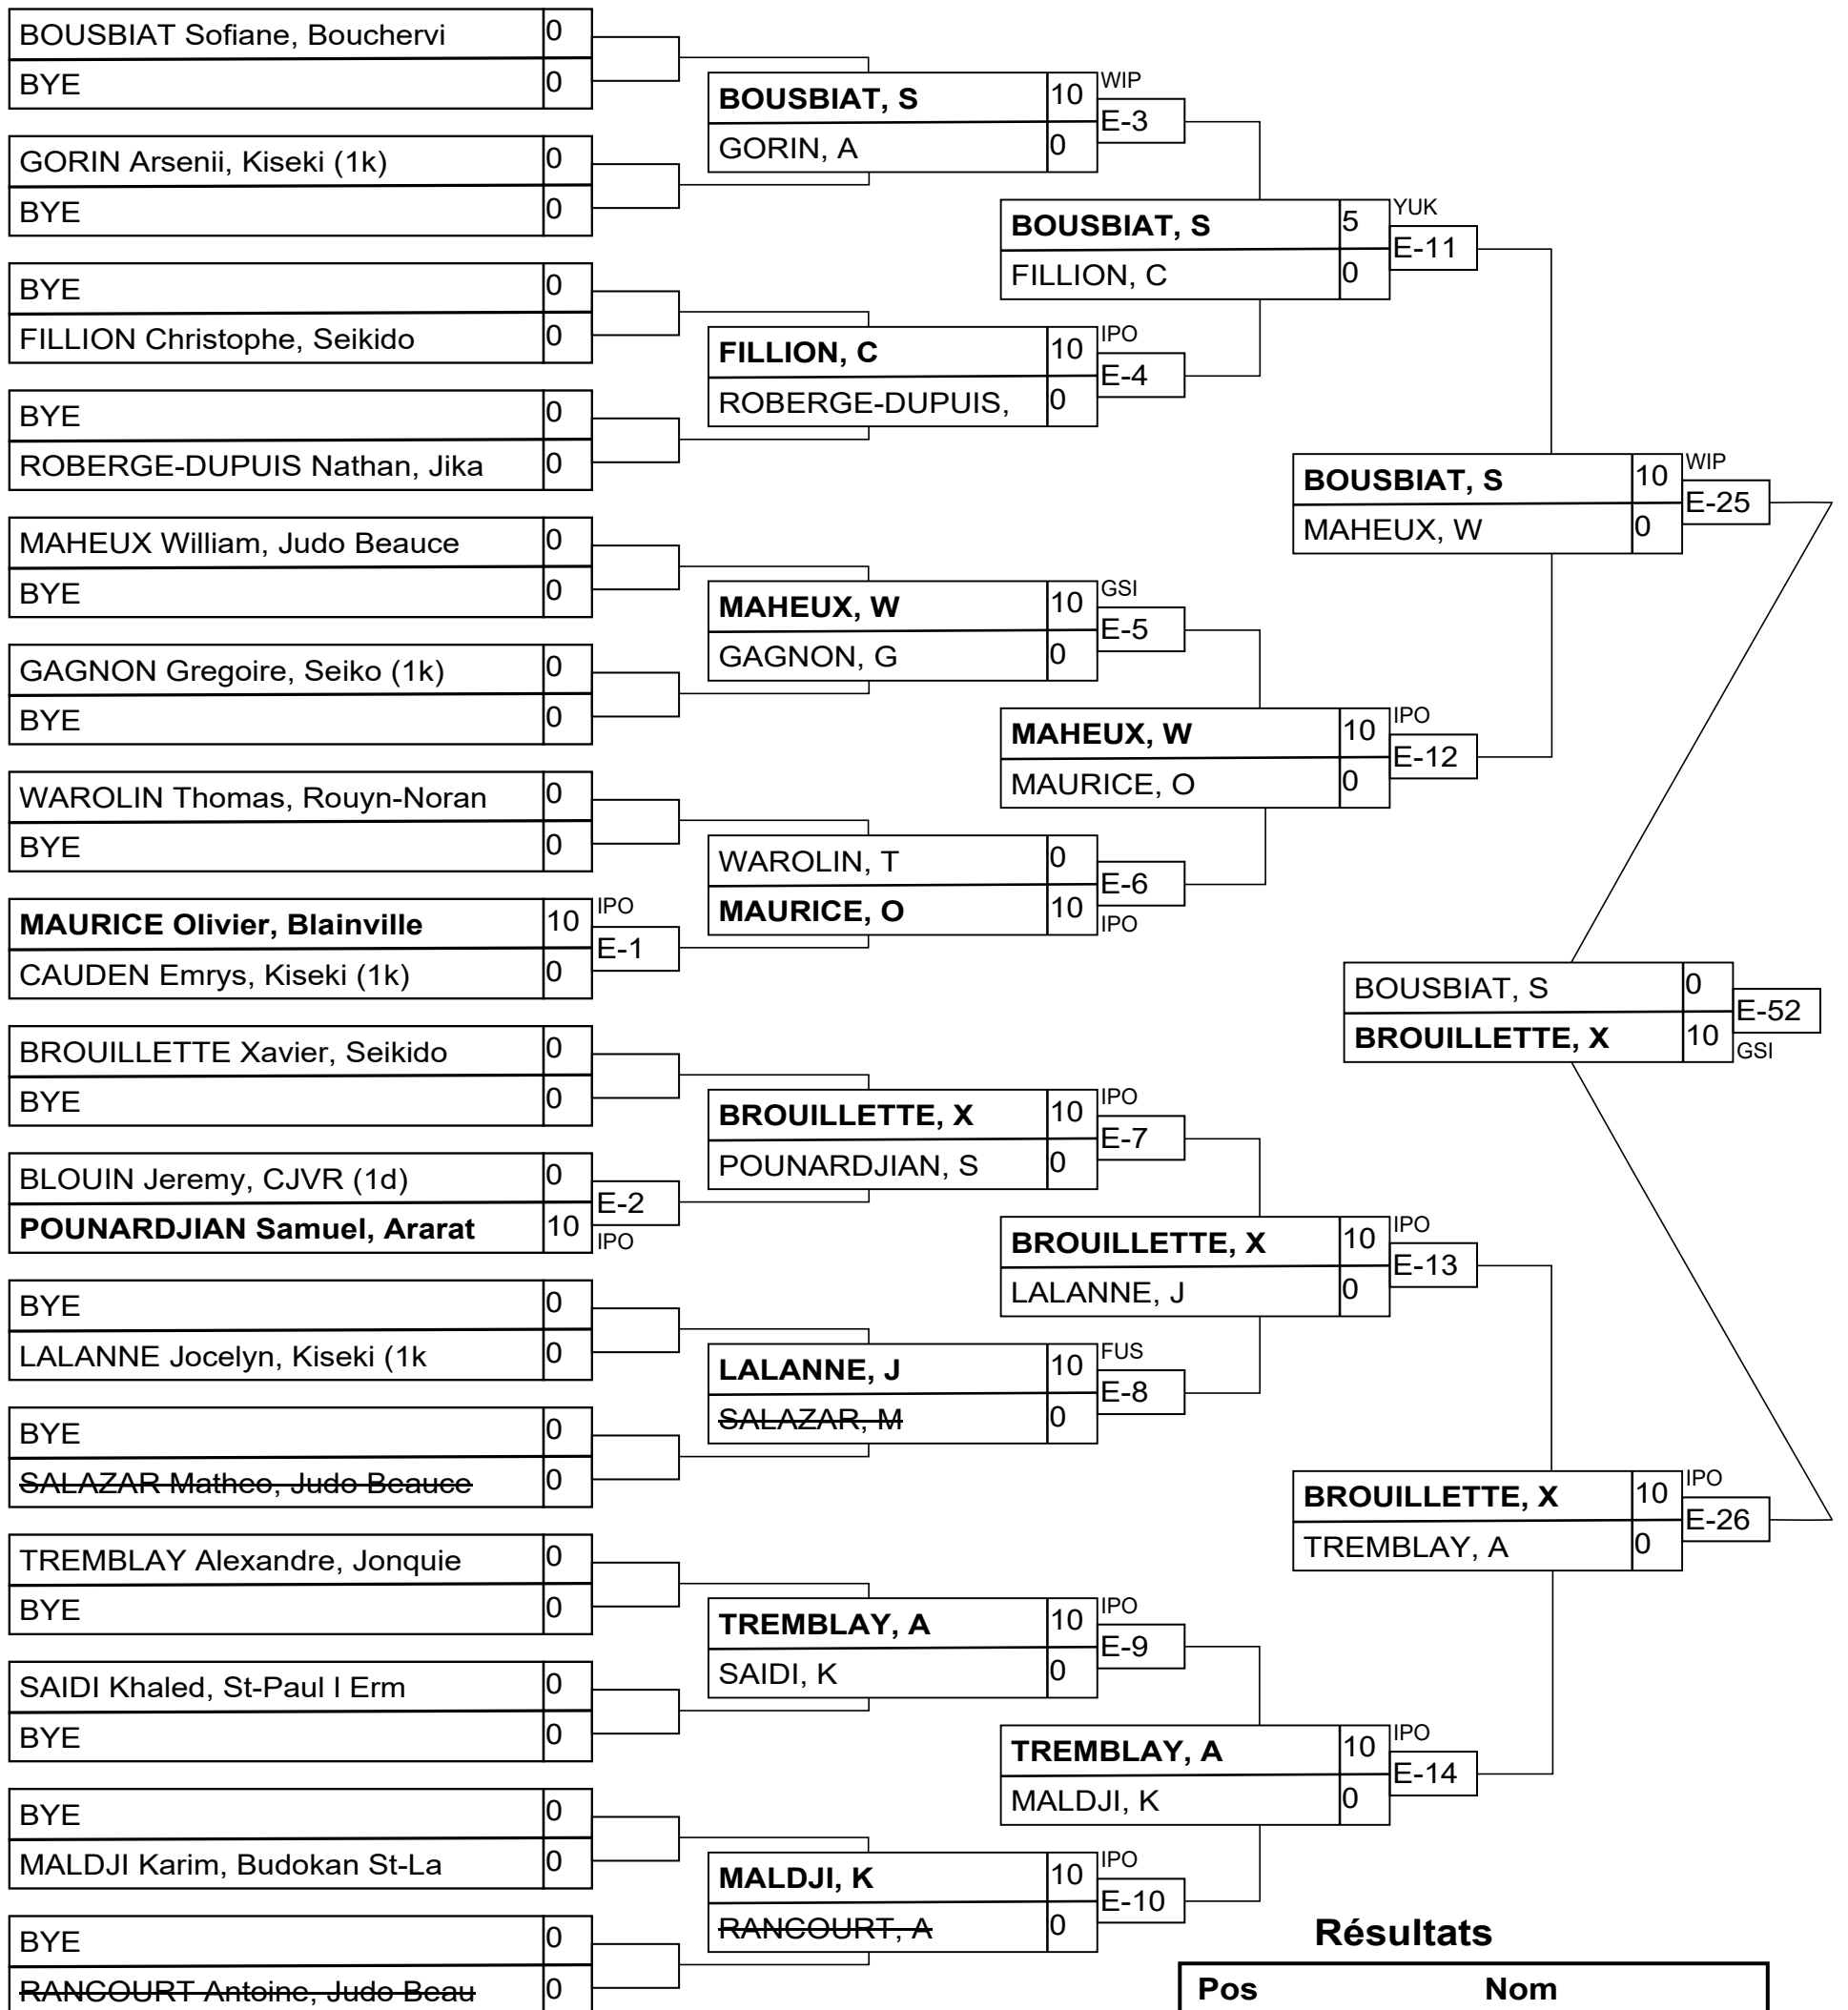 BOUSBIAT Sofiane, Bouchervi 0
BYE 0
GORIN Arsenii, Kiseki (1k) 0
BYE 0
BYE 0
FILLION Christophe, Seikido 0
BYE 0
ROBERGE-DUPUIS Nathan, Jika 0
MAHEUX William, Judo Beauce 0
BYE 0
GAGNON Gregoire, Seiko (1k) 0
BYE 0
WAROLIN Thomas, Rouyn-Noran 0
BYE 0
MAURICE Olivier, Blainville 10 IPO
E-1
CAUDEN Emrys, Kiseki (1k) 0
BROUILLETTE Xavier, Seikido 0
BYE 0
BLOUIN Jeremy, CJVR (1d) 0
E-2
POUNARDJIAN Samuel, Ararat 10 IPO
BYE 0
LALANNE Jocelyn, Kiseki (1k 0
BYE 0
SALAZAR Matheo, Judo Beauce 0
TREMBLAY Alexandre, Jonquie 0
BYE 0
SAIDI Khaled, St-Paul l Erm 0
BYE 0
BYE 0
MALDJI Karim, Budokan St-La 0
BYE 0
RANCOURT Antoine, Judo Beau 0
BOUSBIAT, S 10 WIP
E-3
GORIN, A 0
FILLION, C 10 IPO
E-4
ROBERGE-DUPUIS, 0
MAHEUX, W 10 GSI
E-5
GAGNON, G 0
WAROLIN, T 0
E-6
MAURICE, O 10 IPO
BROUILLETTE, X 10 IPO
E-7
POUNARDJIAN, S 0
LALANNE, J 10 FUS
E-8
SALAZAR, M 0
TREMBLAY, A 10 IPO
E-9
SAIDI, K 0
MALDJI, K 10 IPO
E-10
RANCOURT, A 0
BOUSBIAT, S 5 YUK
E-11
FILLION, C 0
MAHEUX, W 10 IPO
E-12
MAURICE, O 0
BROUILLETTE, X 10 IPO
E-13
LALANNE, J 0
TREMBLAY, A 10 IPO
E-14
MALDJI, K 0
BOUSBIAT, S 10 WIP
E-25
MAHEUX, W 0
BROUILLETTE, X 10 IPO
E-26
TREMBLAY, A 0
BOUSBIAT, S 0
E-52
BROUILLETTE, X 10 GSI
Résultats
Pos Nom